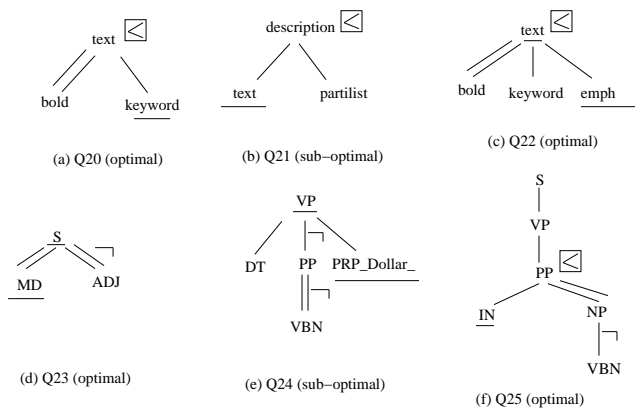 text <
bold
keyword
(a) Q20 (optimal)
description <
text
partilist
(b) Q21 (sub−optimal)
text <
bold
keyword
emph
(c) Q22 (optimal)
S
MD
ADJ
(d) Q23 (optimal)
VP
DT
PP
PRP_Dollar_
VBN
(e) Q24 (sub−optimal)
S
VP
PP <
IN
NP
VBN
(f) Q25 (optimal)